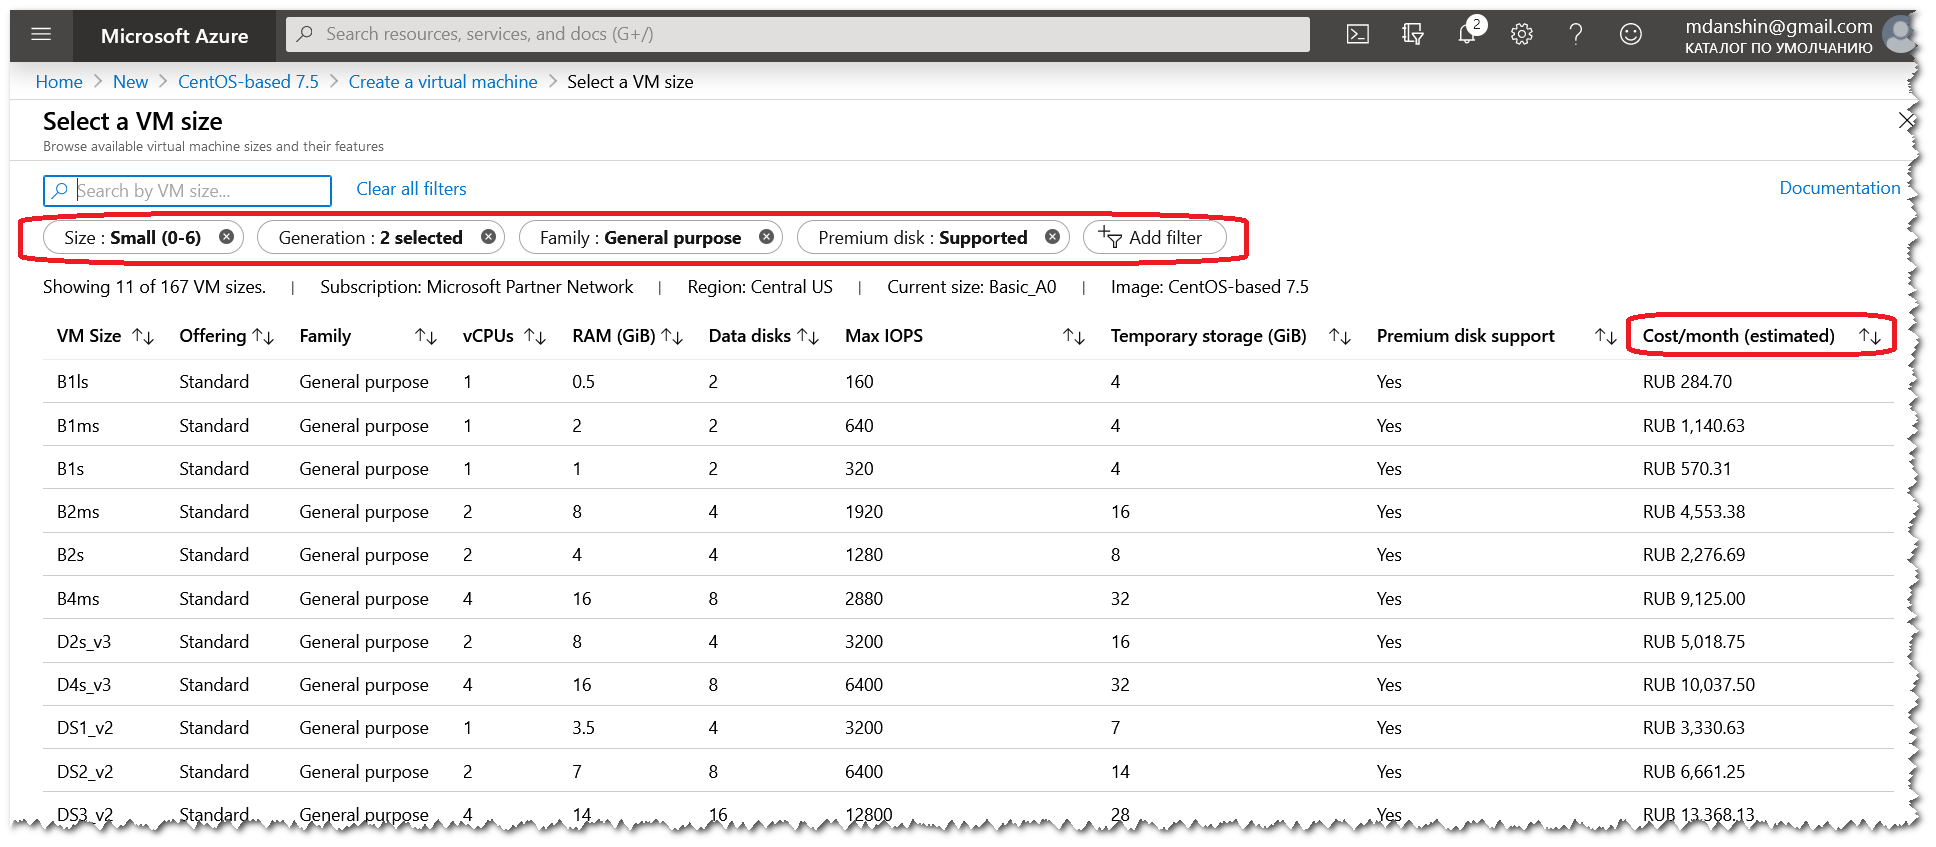 Microsoft Azure
Search resources, services, and docs (G+/)
2
mdanshin@gmail.com
КАТАЛОГ ПО УМОЛЧАНИЮ
Home > New > CentOS-based 7.5 > Create a virtual machine > Select a VM size
Select a VM size
Browse available virtual machine sizes and their features
Search by VM size... Clear all filters Documentation
Size : Small (0-6) Generation : 2 selected Family : General purpose Premium disk : Supported Add filter
Showing 11 of 167 VM sizes. | Subscription: Microsoft Partner Network | Region: Central US | Current size: Basic_A0 | Image: CentOS-based 7.5
VM Size Offering Family vCPUs RAM (GiB) Data disks Max IOPS Temporary storage (GiB) Premium disk support Cost/month (estimated)
B1ls Standard General purpose 1 0.5 2 160 4 Yes RUB 284.70
B1ms Standard General purpose 1 2 2 640 4 Yes RUB 1,140.63
B1s Standard General purpose 1 1 2 320 4 Yes RUB 570.31
B2ms Standard General purpose 2 8 4 1920 16 Yes RUB 4,553.38
B2s Standard General purpose 2 4 4 1280 8 Yes RUB 2,276.69
B4ms Standard General purpose 4 16 8 2880 32 Yes RUB 9,125.00
D2s_v3 Standard General purpose 2 8 4 3200 16 Yes RUB 5,018.75
D4s_v3 Standard General purpose 4 16 8 6400 32 Yes RUB 10,037.50
DS1_v2 Standard General purpose 1 3.5 4 3200 7 Yes RUB 3,330.63
DS2_v2 Standard General purpose 2 7 8 6400 14 Yes RUB 6,661.25
DS3_v2 Standard General purpose 4 14 16 12800 28 Yes RUB 13,368.13